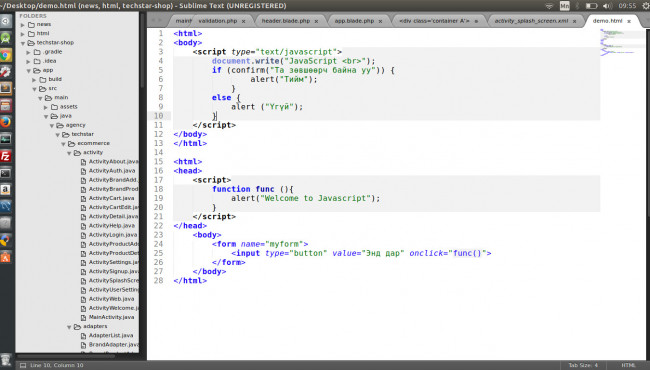 ~/Desktop/demo.html (news, html, techstar-shop) - Sublime Text (UNREGISTERED)
Mn
09:55
FOLDERS
news
html
techstar-shop
.gradle
.idea
app
build
src
main
assets
java
agency
techstar
ecommerce
activity
ActivityAbout.java
ActivityAuth.java
ActivityBrandAdd.
ActivityBrandProd
ActivityCart.java
ActivityCartEdit.java
ActivityDetail.java
ActivityHelp.java
ActivityLogin.java
ActivityProductAdd
ActivityProductDet
ActivitySettings.java
ActivitySignup.java
ActivitySplashScree
ActivityUserSetting
ActivityWeb.java
ActivityWelcome.java
MainActivity.java
adapters
AdapterList.java
BrandAdapter.java
validation.php
header.blade.php
app.blade.php
<div class='container A'>
activity_splash_screen.xml
demo.html
1 <html>
2 <body>
3 <script type="text/javascript">
4 document.write("JavaScript <br>");
5 if (confirm("Та зөвшөөрч байна уу")) {
6 alert("Тийм");
7 }
8 else {
9 alert ("Үгүй");
10 }
11 </script>
12 </body>
13 </html>
14
15 <html>
16 <head>
17 <script>
18 function func (){
19 alert("Welcome to Javascript");
20 }
21 </script>
22 </head>
23 <body>
24 <form name="myform">
25 <input type="button" value="Энд дар" onclick="func()">
26 </form>
27 </body>
28 </html>
Line 10, Column 10
Tab Size: 4
HTML